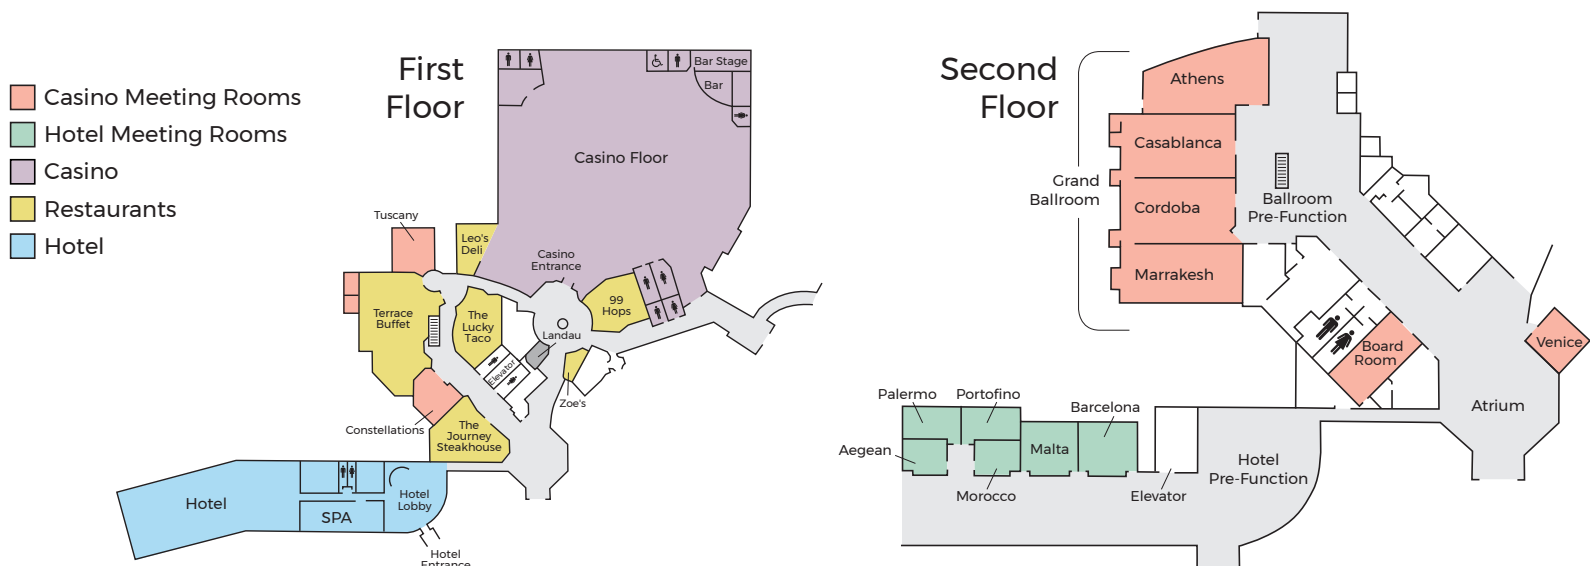 First
Floor
Casino Meeting Rooms
Hotel Meeting Rooms
Casino
Restaurants
Hotel
Bar Stage
Bar
Casino Floor
Tuscany
Leo's
Deli
Casino
Entrance
99
Hops
Terrace
Buffet
The
Lucky
Taco
Landau
Elevator
Zoe's
Constellations
The
Journey
Steakhouse
Hotel
Hotel
Lobby
SPA
Hotel
Entrance
Second
Floor
Athens
Casablanca
Grand
Ballroom
Cordoba
Ballroom
Pre-Function
Marrakesh
Board
Room
Venice
Atrium
Palermo
Portofino
Barcelona
Aegean
Malta
Morocco
Elevator
Hotel
Pre-Function